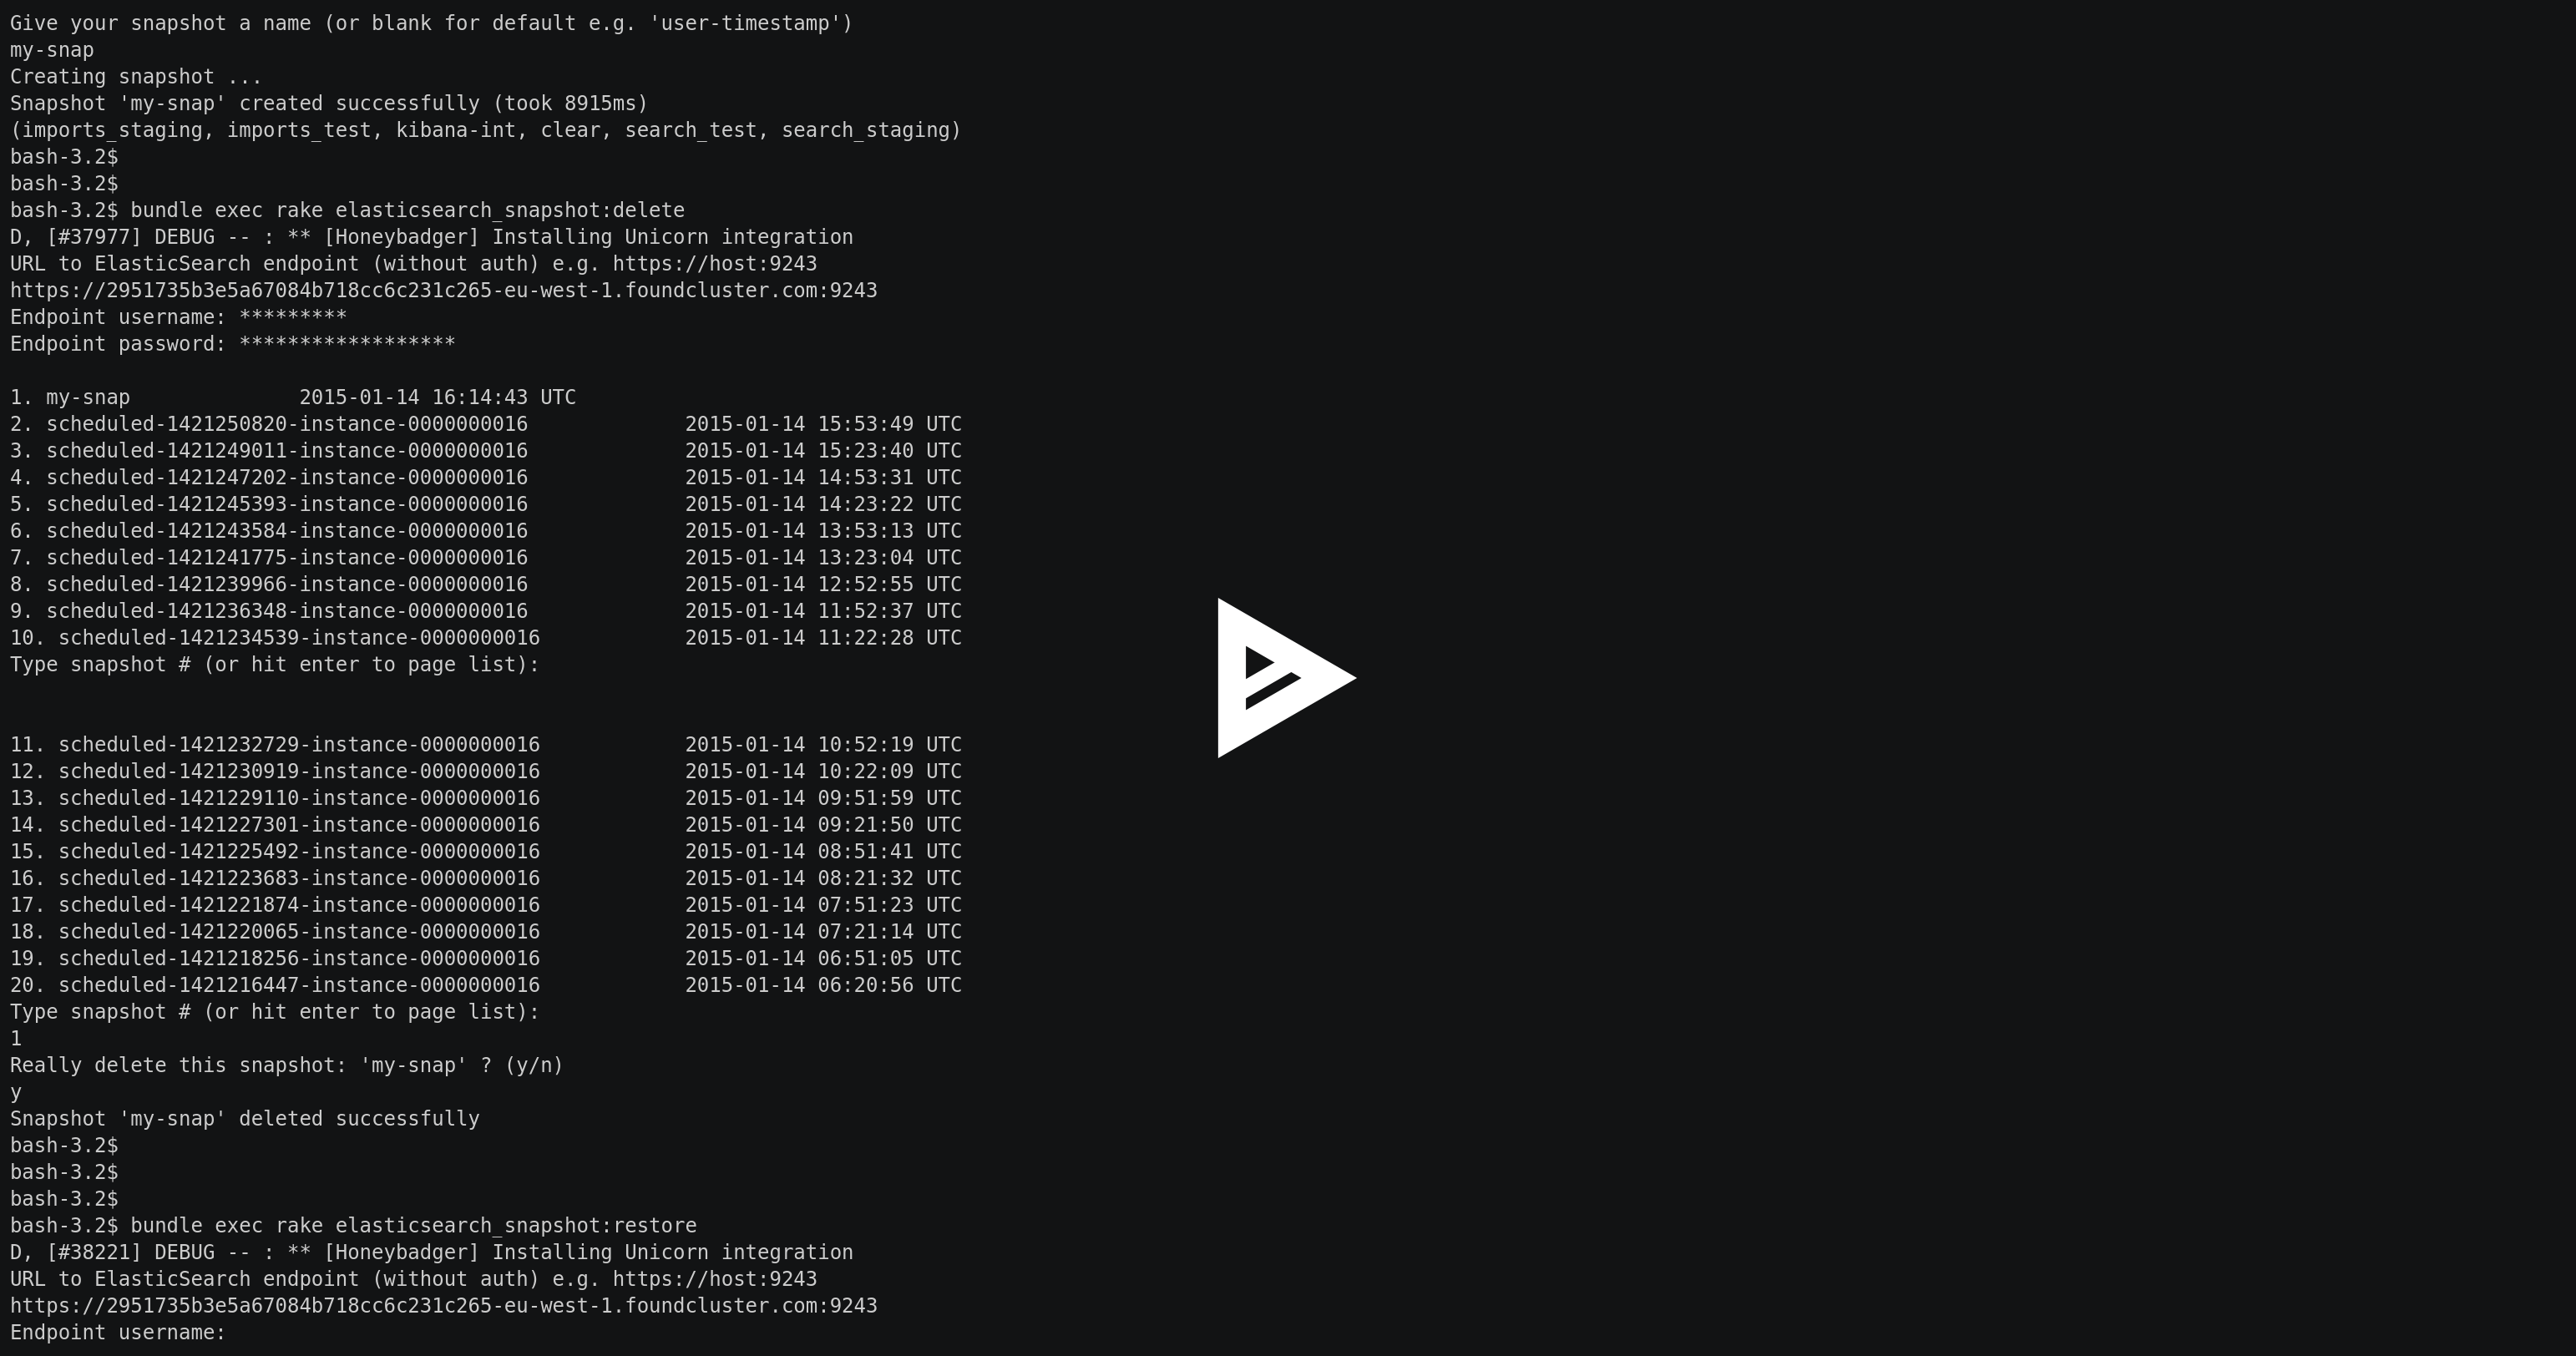 Give your snapshot a name (or blank for default e.g. 'user-timestamp')
my-snap
Creating snapshot ...
Snapshot 'my-snap' created successfully (took 8915ms)
(imports_staging, imports_test, kibana-int, clear, search_test, search_staging)
bash-3.2$
bash-3.2$
bash-3.2$ bundle exec rake elasticsearch_snapshot:delete
D, [#37977] DEBUG -- : ** [Honeybadger] Installing Unicorn integration
URL to ElasticSearch endpoint (without auth) e.g. https://host:9243
https://2951735b3e5a67084b718cc6c231c265-eu-west-1.foundcluster.com:9243
Endpoint username: *********
Endpoint password: ******************
1. my-snap              2015-01-14 16:14:43 UTC
2. scheduled-1421250820-instance-0000000016             2015-01-14 15:53:49 UTC
3. scheduled-1421249011-instance-0000000016             2015-01-14 15:23:40 UTC
4. scheduled-1421247202-instance-0000000016             2015-01-14 14:53:31 UTC
5. scheduled-1421245393-instance-0000000016             2015-01-14 14:23:22 UTC
6. scheduled-1421243584-instance-0000000016             2015-01-14 13:53:13 UTC
7. scheduled-1421241775-instance-0000000016             2015-01-14 13:23:04 UTC
8. scheduled-1421239966-instance-0000000016             2015-01-14 12:52:55 UTC
9. scheduled-1421236348-instance-0000000016             2015-01-14 11:52:37 UTC
10. scheduled-1421234539-instance-0000000016            2015-01-14 11:22:28 UTC
Type snapshot # (or hit enter to page list):
11. scheduled-1421232729-instance-0000000016            2015-01-14 10:52:19 UTC
12. scheduled-1421230919-instance-0000000016            2015-01-14 10:22:09 UTC
13. scheduled-1421229110-instance-0000000016            2015-01-14 09:51:59 UTC
14. scheduled-1421227301-instance-0000000016            2015-01-14 09:21:50 UTC
15. scheduled-1421225492-instance-0000000016            2015-01-14 08:51:41 UTC
16. scheduled-1421223683-instance-0000000016            2015-01-14 08:21:32 UTC
17. scheduled-1421221874-instance-0000000016            2015-01-14 07:51:23 UTC
18. scheduled-1421220065-instance-0000000016            2015-01-14 07:21:14 UTC
19. scheduled-1421218256-instance-0000000016            2015-01-14 06:51:05 UTC
20. scheduled-1421216447-instance-0000000016            2015-01-14 06:20:56 UTC
Type snapshot # (or hit enter to page list):
1
Really delete this snapshot: 'my-snap' ? (y/n)
y
Snapshot 'my-snap' deleted successfully
bash-3.2$
bash-3.2$
bash-3.2$
bash-3.2$ bundle exec rake elasticsearch_snapshot:restore
D, [#38221] DEBUG -- : ** [Honeybadger] Installing Unicorn integration
URL to ElasticSearch endpoint (without auth) e.g. https://host:9243
https://2951735b3e5a67084b718cc6c231c265-eu-west-1.foundcluster.com:9243
Endpoint username: